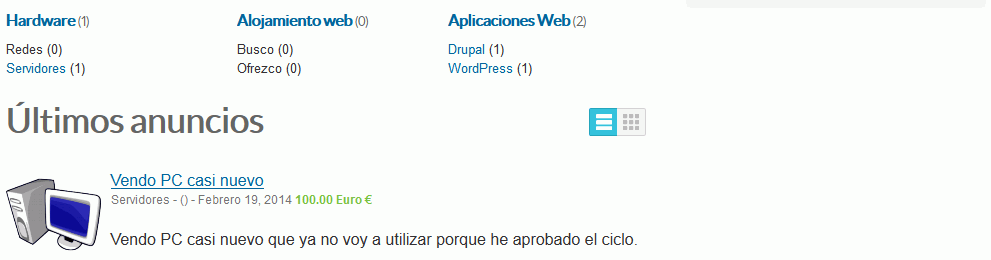 Hardware (1) Alojamiento web (0) Aplicaciones Web (2)
Redes (0) Busco (0) Drupal (1)
Servidores (1) Ofrezco (0) WordPress (1)
Últimos anuncios
Vendo PC casi nuevo
Servidores - () - Febrero 19, 2014 100.00 Euro €
Vendo PC casi nuevo que ya no voy a utilizar porque he aprobado el ciclo.